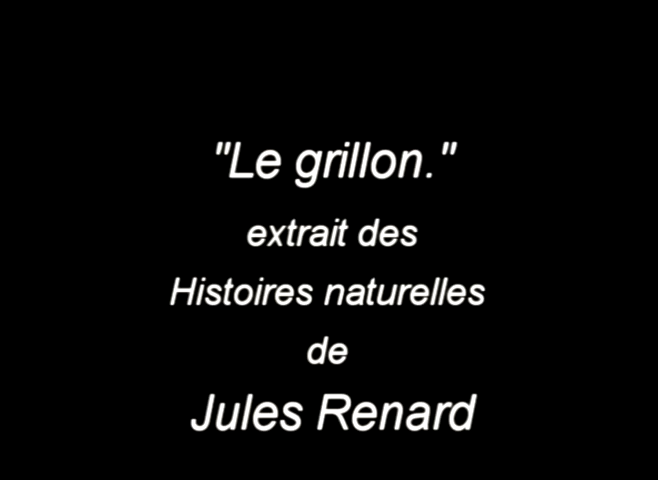 "Le grillon."
extrait des
Histoires naturelles
de
Jules Renard